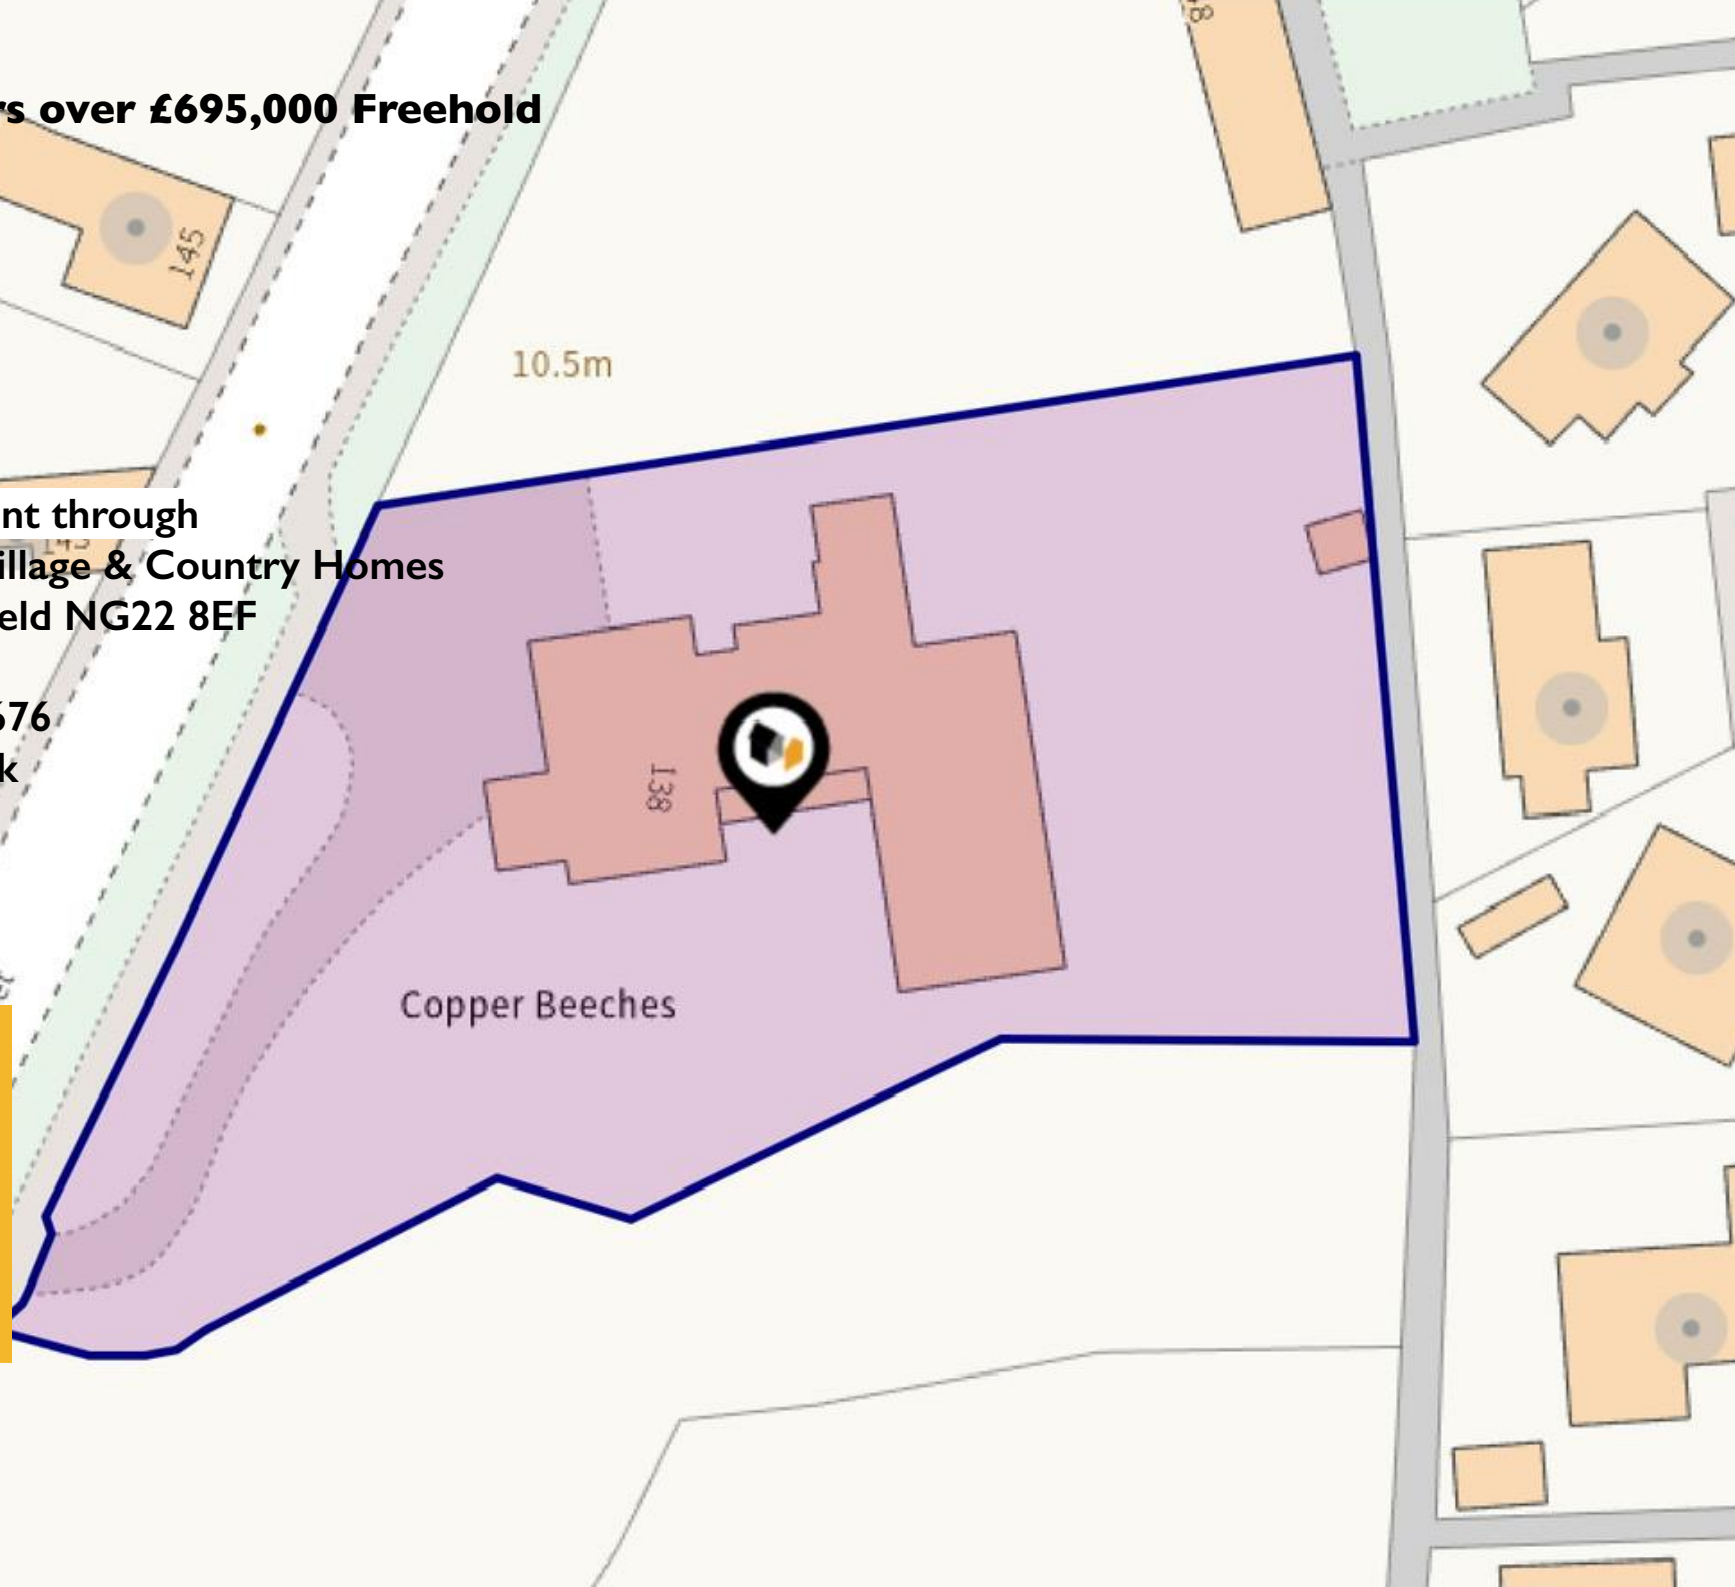 rs over £695,000 Freehold
145
10.5m
nt through
illage & Country Homes
eld NG22 8EF
676
k
138
Copper Beeches